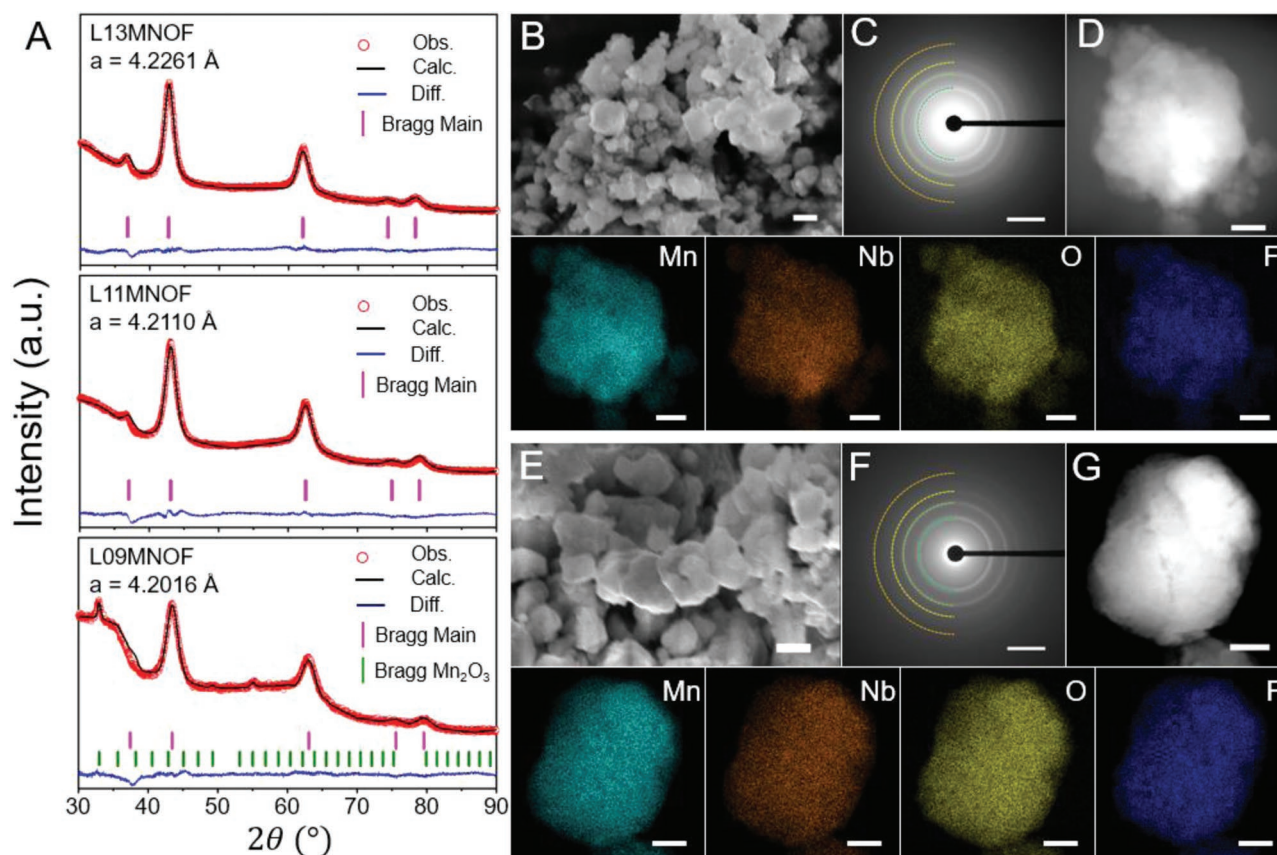 A
L13MNOF
a = 4.2261 Å
Obs.
Calc.
Diff.
Bragg Main
L11MNOF
a = 4.2110 Å
Obs.
Calc.
Diff.
Bragg Main
L09MNOF
a = 4.2016 Å
Obs.
Calc.
Diff.
Bragg Main
Bragg Mn₂O₃
Intensity (a.u.)
30 40 50 60 70 80 90
2θ (°)
B
C
D
Mn
Nb
O
F
E
F
G
Mn
Nb
O
F